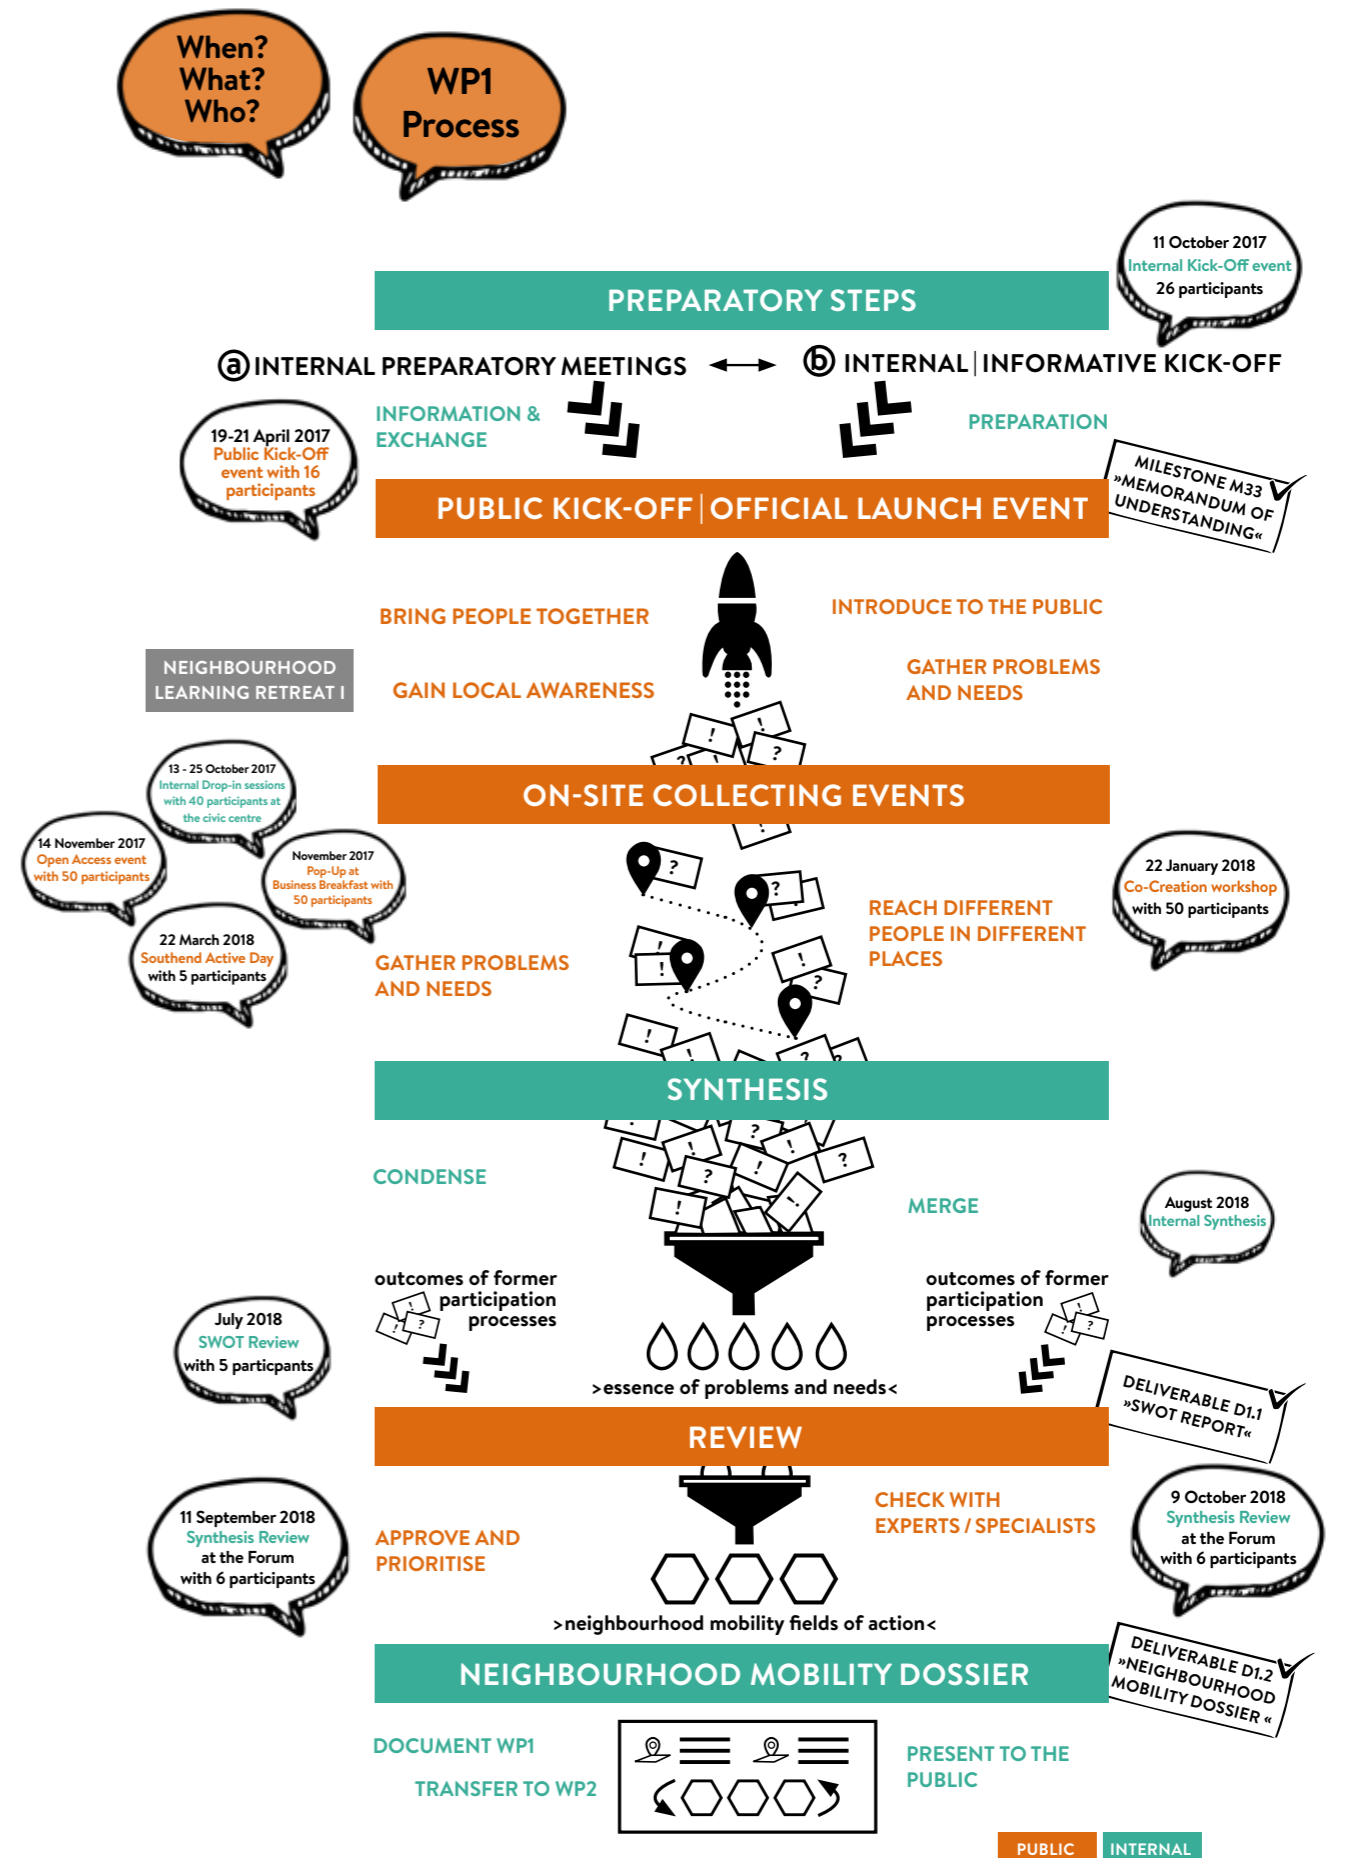 When?
What?
Who?
WP1
Process
11 October 2017
Internal Kick-Off event
26 participants
PREPARATORY STEPS
ⓐ INTERNAL PREPARATORY MEETINGS
ⓑ INTERNAL | INFORMATIVE KICK-OFF
INFORMATION &
EXCHANGE
PREPARATION
19-21 April 2017
Public Kick-Off
event with 16
participants
MILESTONE M33
»MEMORANDUM OF
UNDERSTANDING«
PUBLIC KICK-OFF | OFFICIAL LAUNCH EVENT
BRING PEOPLE TOGETHER
INTRODUCE TO THE PUBLIC
NEIGHBOURHOOD
LEARNING RETREAT I
GAIN LOCAL AWARENESS
GATHER PROBLEMS
AND NEEDS
ON-SITE COLLECTING EVENTS
13 - 25 October 2017
Internal Drop-in sessions
with 40 participants at
the civic centre
14 November 2017
Open Access event
with 50 participants
November 2017
Pop-Up at
Business Breakfast with
50 participants
22 March 2018
Southend Active Day
with 5 participants
22 January 2018
Co-Creation workshop
with 50 participants
REACH DIFFERENT
PEOPLE IN DIFFERENT
PLACES
GATHER PROBLEMS
AND NEEDS
SYNTHESIS
CONDENSE
MERGE
August 2018
Internal Synthesis
outcomes of former
participation
processes
outcomes of former
participation
processes
July 2018
SWOT Review
with 5 particpants
>essence of problems and needs<
DELIVERABLE D1.1
»SWOT REPORT«
REVIEW
11 September 2018
Synthesis Review
at the Forum
with 6 participants
APPROVE AND
PRIORITISE
CHECK WITH
EXPERTS / SPECIALISTS
9 October 2018
Synthesis Review
at the Forum
with 6 participants
>neighbourhood mobility fields of action<
NEIGHBOURHOOD MOBILITY DOSSIER
DELIVERABLE D1.2
»NEIGHBOURHOOD
MOBILITY DOSSIER «
DOCUMENT WP1
TRANSFER TO WP2
PRESENT TO THE
PUBLIC
PUBLIC
INTERNAL